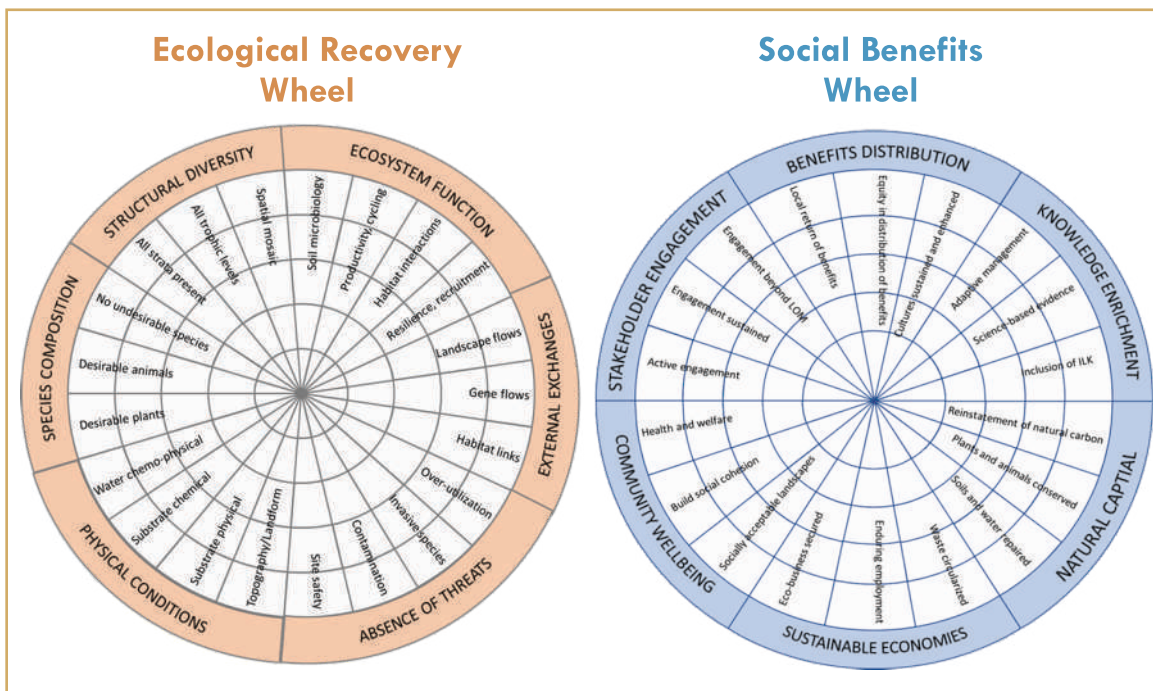 Ecological Recovery
Wheel
STRUCTURAL DIVERSITY
ECOSYSTEM FUNCTION
EXTERNAL EXCHANGES
ABSENCE OF THREATS
PHYSICAL CONDITIONS
SPECIES COMPOSITION
All strata present
All trophic levels
Spatial mosaic
Soil microbiology
Productivity, cycling
Habitat interactions
Resilience, recruitment
Landscape flows
Gene flows
Habitat links
Over-utilization
Invasive species
Contamination
Site safety
Topography/Landform
Substrate physical
Substrate chemical
Water chemo-physical
Desirable plants
Desirable animals
No undesirable species
Social Benefits
Wheel
BENEFITS DISTRIBUTION
KNOWLEDGE ENRICHMENT
NATURAL CAPTIAL
SUSTAINABLE ECONOMIES
COMMUNITY WELLBEING
STAKEHOLDER ENGAGEMENT
Local return of benefits
Equity in distribution of benefits
Cultures sustained and enhanced
Adaptive management
Science-based evidence
Inclusion of ILK
Reinstatement of natural carbon
Plants and animals conserved
Soils and water repaired
Waste circularized
Enduring employment
Eco-business secured
Socially acceptable landscapes
Build social cohesion
Health and welfare
Active engagement
Engagement sustained
Engagement beyond LOM